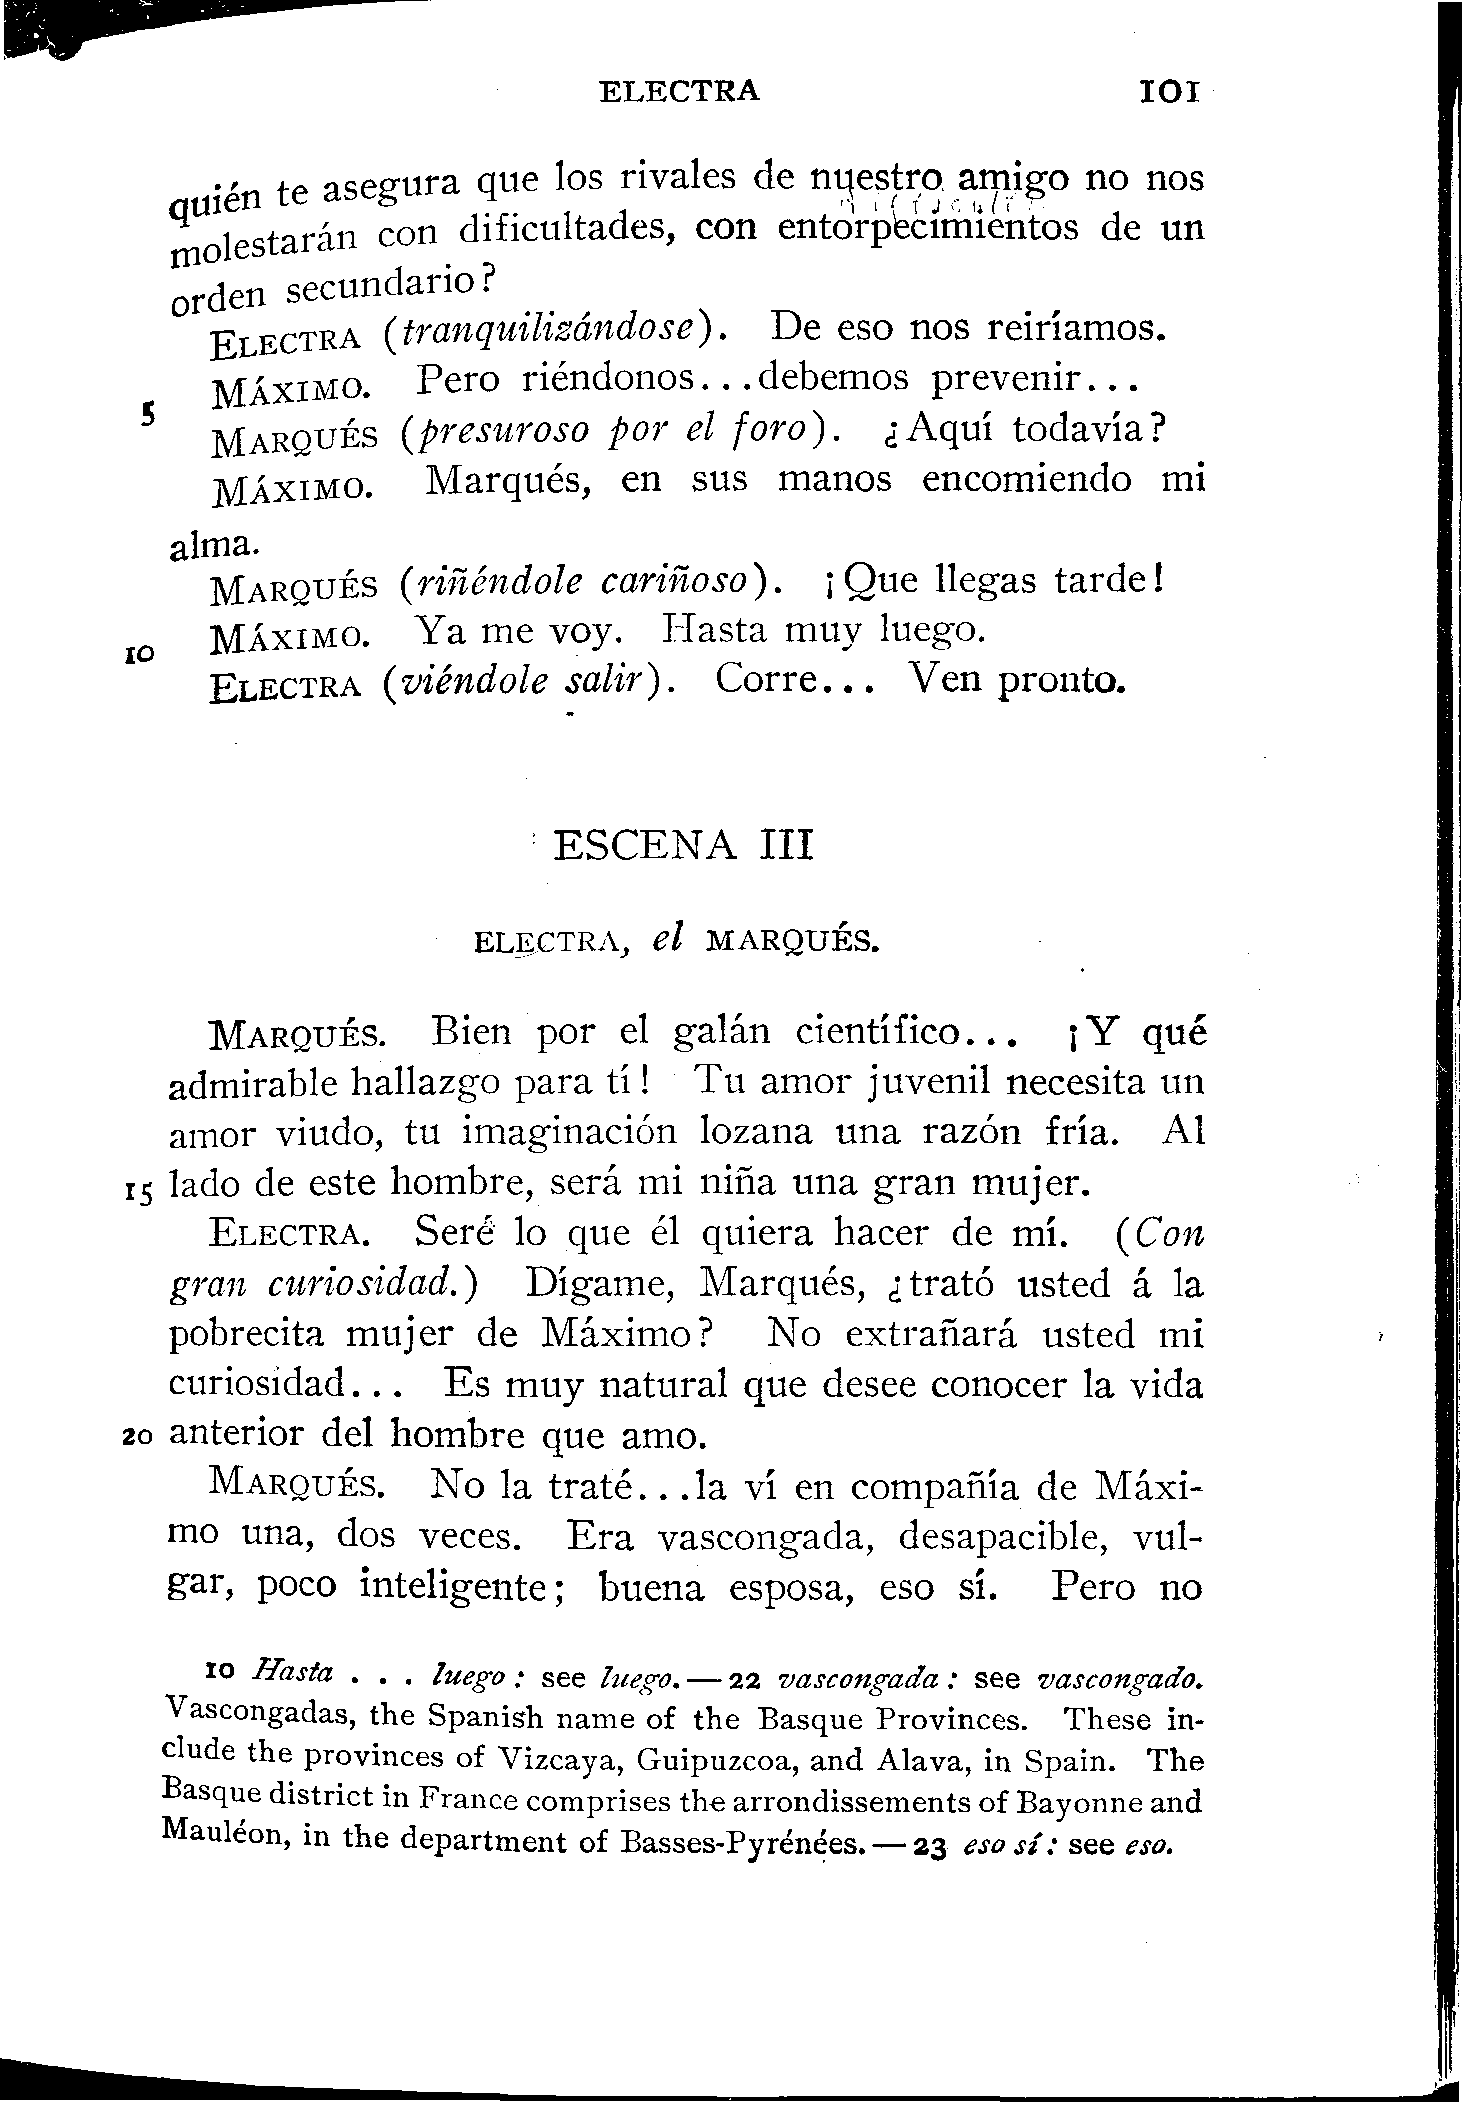 ELECTRA 101
quién te asegura que los rivales de nuestro amigo no nos
molestarán con dificultades, con entorpecimientos de un
orden secundario?
ELECTRA (tranquilizándose). De eso nos reiríamos.
5 MÁXIMO. Pero riéndonos...debemos prevenir...
MARQUÉS (presuroso por el foro). ¿Aquí todavía?
MÁXIMO. Marqués, en sus manos encomiendo mi
alma.
MARQUÉS (riñéndole cariñoso). ¡Que llegas tarde!
10 MÁXIMO. Ya me voy. Hasta muy luego.
ELECTRA (viéndole salir). Corre... Ven pronto.
ESCENA III
ELECTRA, el MARQUÉS.
MARQUÉS. Bien por el galán científico... ¡Y qué
admirable hallazgo para tí! Tu amor juvenil necesita un
amor viudo, tu imaginación lozana una razón fría. Al
15 lado de este hombre, será mi niña una gran mujer.
ELECTRA. Seré lo que él quiera hacer de mí. (Con
gran curiosidad.) Dígame, Marqués, ¿trató usted á la
pobrecita mujer de Máximo? No extrañará usted mi
curiosidad... Es muy natural que desee conocer la vida
20 anterior del hombre que amo.
MARQUÉS. No la traté...la ví en compañía de Máxi-
mo una, dos veces. Era vascongada, desapacible, vul-
gar, poco inteligente; buena esposa, eso sí. Pero no
10 Hasta . . . luego: see luego.—22 vascongada: see vascongado.
Vascongadas, the Spanish name of the Basque Provinces. These in-
clude the provinces of Vizcaya, Guipuzcoa, and Alava, in Spain. The
Basque district in France comprises the arrondissements of Bayonne and
Mauléon, in the department of Basses-Pyrénées.—23 eso sí: see eso.